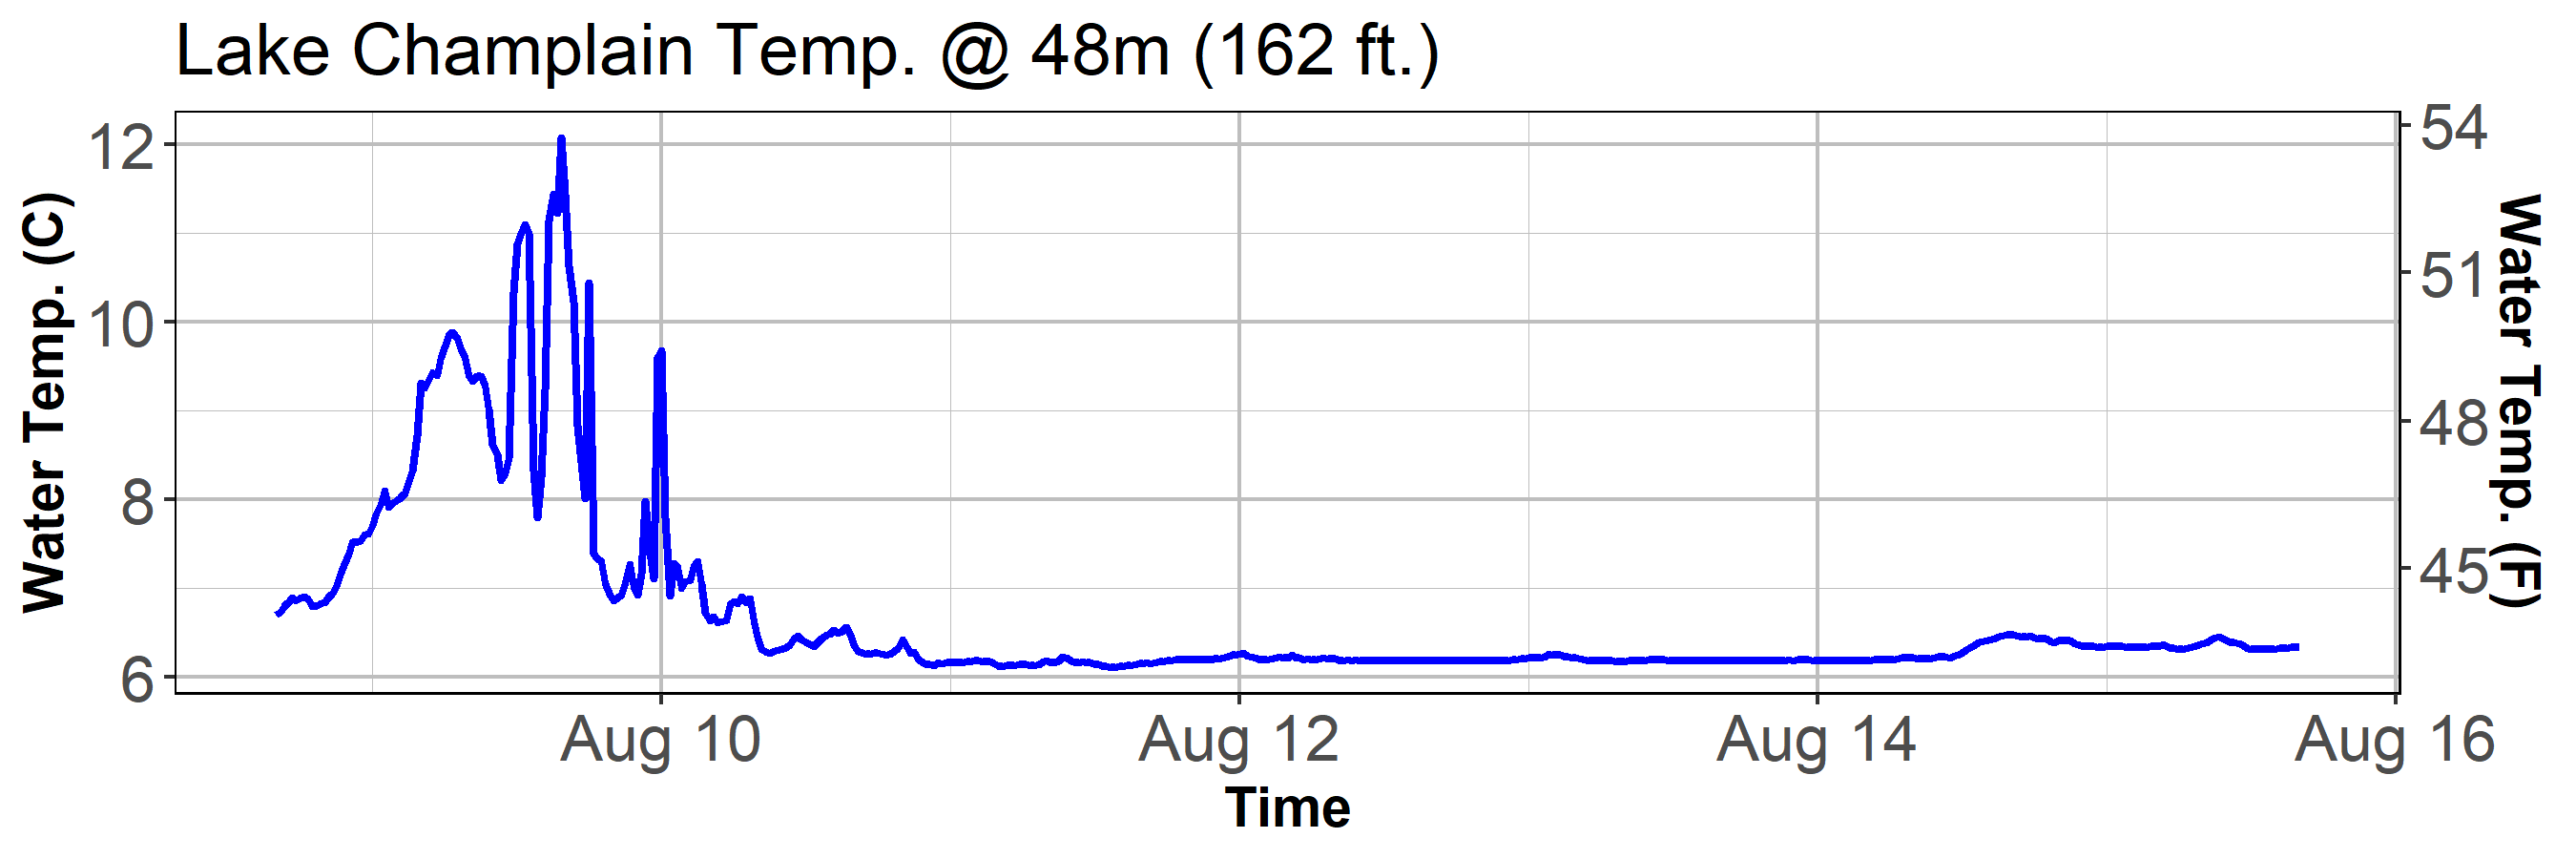 Lake Champlain Temp. @ 48m (162 ft.)
Water Temp. (C)
12
10
8
6
54
51
48
45
Water Temp. (F)
Aug 10 Aug 12 Aug 14 Aug 16
Time